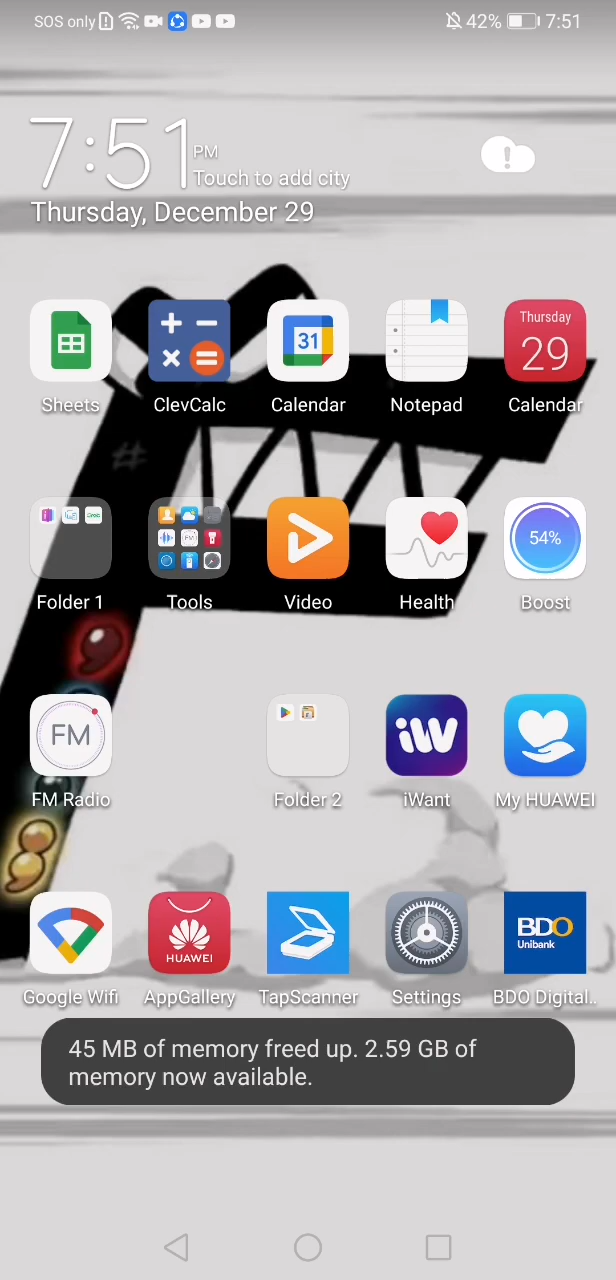 SOS only 42% 7:51
7:51 PM
Touch to add city
Thursday, December 29
31
Thursday
29
Sheets ClevCalc Calendar Notepad Calendar
54%
Folder 1 Tools Video Health Boost
FM iW
FM Radio Folder 2 iWant My HUAWEI
HUAWEI
BDO
Unibank
Google Wifi AppGallery TapScanner Settings BDO Digital..
45 MB of memory freed up. 2.59 GB of
memory now available.